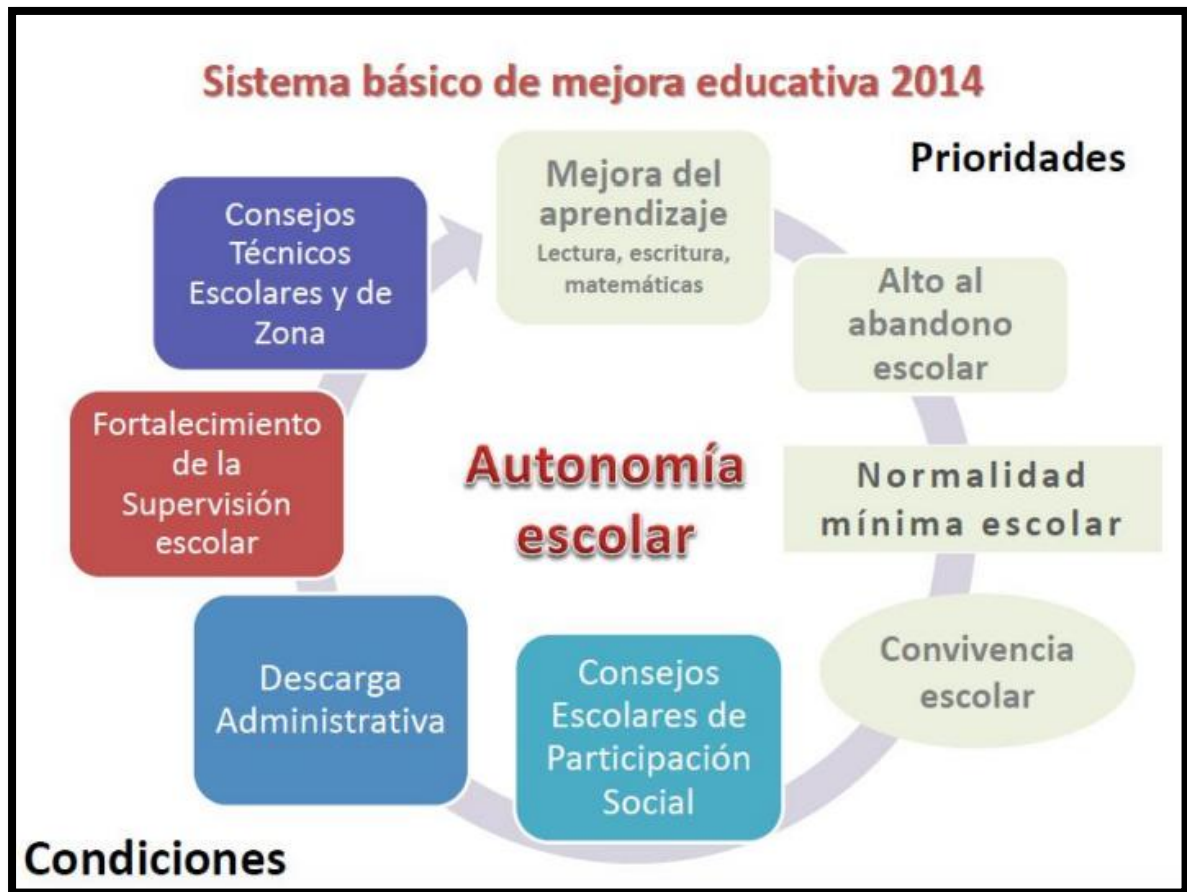 Sistema básico de mejora educativa 2014
Prioridades
Mejora del
aprendizaje
Lectura, escritura,
matemáticas
Alto al
abandono
escolar
Normalidad
mínima escolar
Convivencia
escolar
Consejos
Escolares de
Participación
Social
Descarga
Administrativa
Fortalecimiento
de la
Supervisión
escolar
Consejos
Técnicos
Escolares y de
Zona
Autonomía
escolar
Condiciones